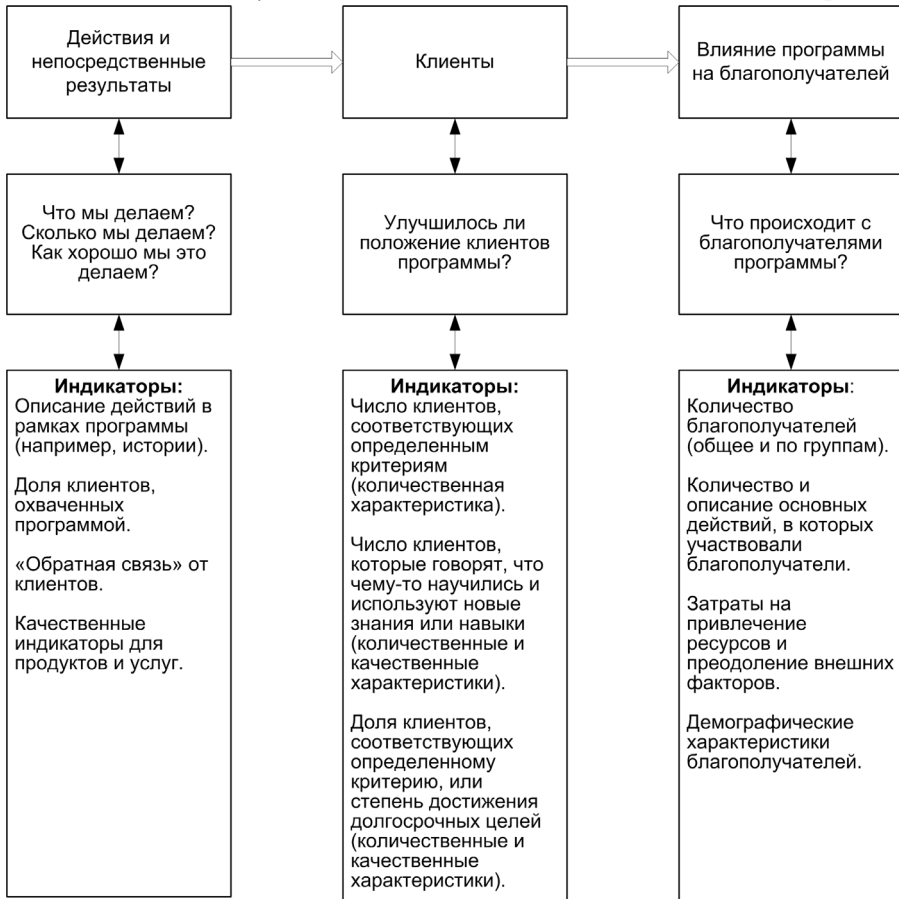 Действия и
непосредственные
результаты
Клиенты
Влияние программы
на благополучателей
Что мы делаем?
Сколько мы делаем?
Как хорошо мы это
делаем?
Улучшилось ли
положение клиентов
программы?
Что происходит с
благополучателями
программы?
Индикаторы:
Описание действий в
рамках программы
(например, истории).
Доля клиентов,
охваченных
программой.
«Обратная связь» от
клиентов.
Качественные
индикаторы для
продуктов и услуг.
Индикаторы:
Число клиентов,
соответствующих
определенным
критериям
(количественная
характеристика).
Число клиентов,
которые говорят, что
чему-то научились и
используют новые
знания или навыки
(количественные и
качественные
характеристики).
Доля клиентов,
соответствующих
определенному
критерию, или
степень достижения
долгосрочных целей
(количественные и
качественные
характеристики).
Индикаторы:
Количество
благополучателей
(общее и по группам).
Количество и
описание основных
действий, в которых
участвовали
благополучатели.
Затраты на
привлечение
ресурсов и
преодоление внешних
факторов.
Демографические
характеристики
благополучателей.